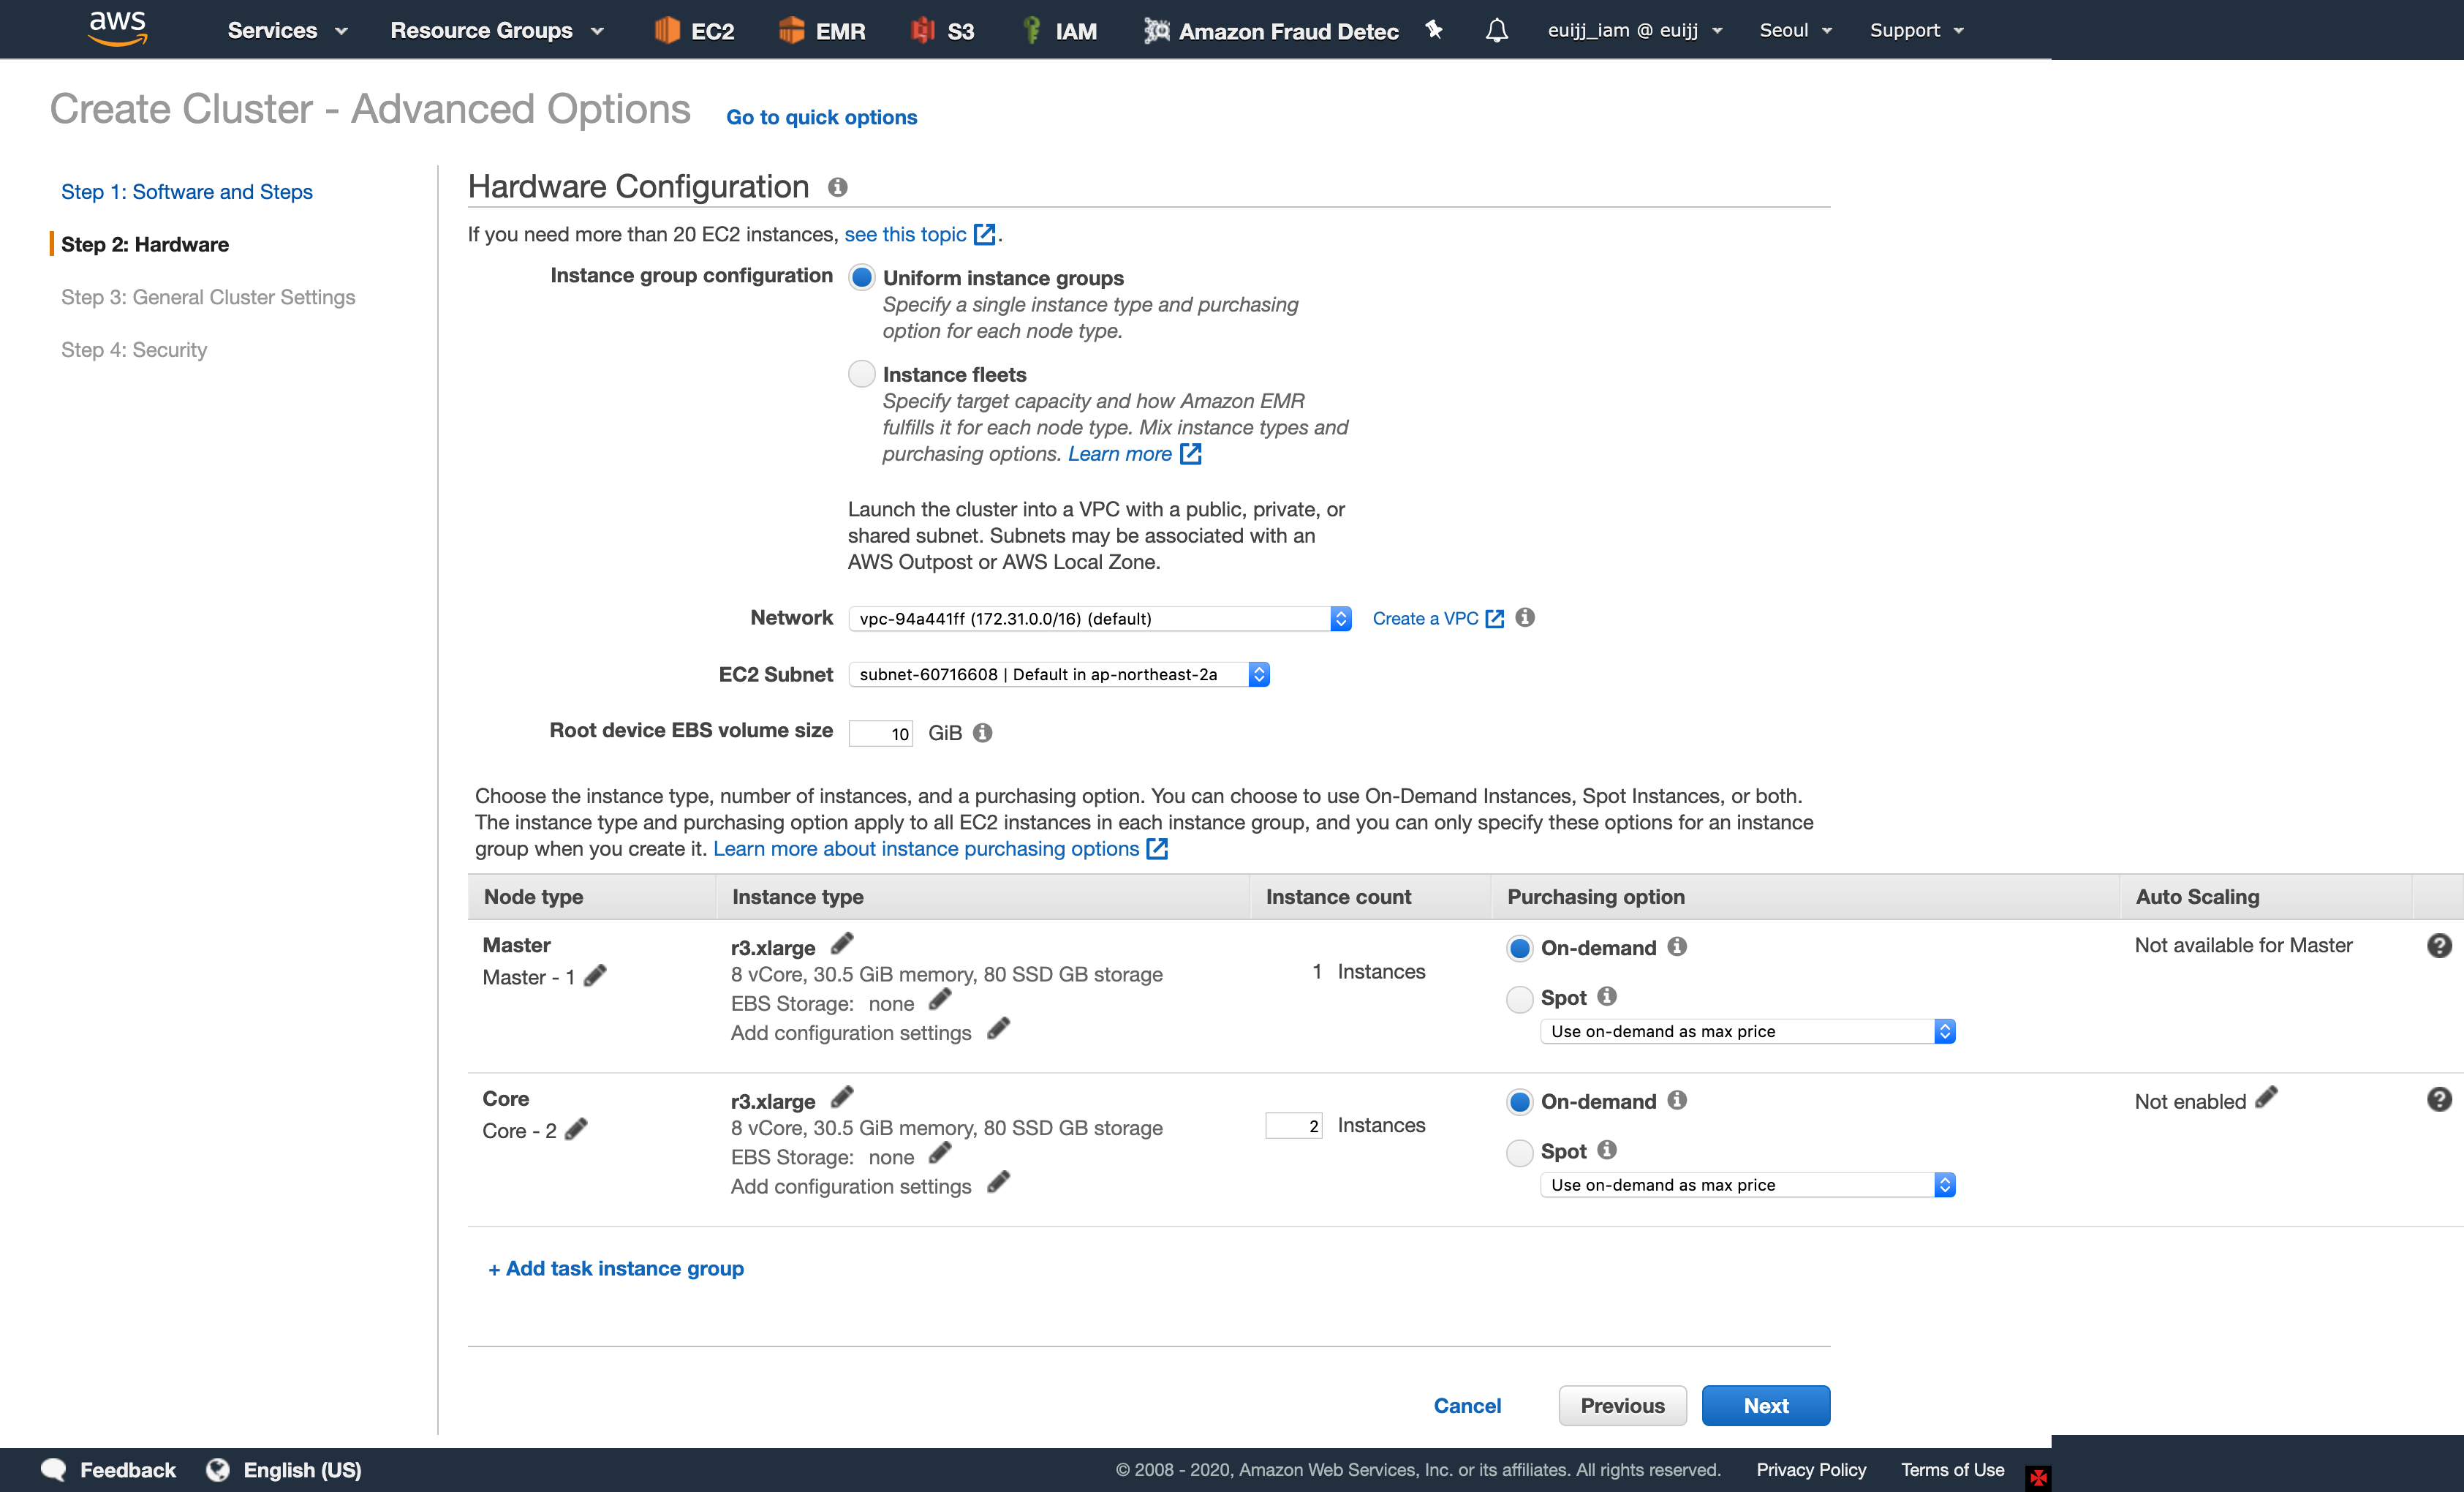 aws
Services
Resource Groups
EC2
EMR
S3
IAM
Amazon Fraud Detec
euijj_iam @ euijj
Seoul
Support
Create Cluster - Advanced Options
Go to quick options
Step 1: Software and Steps
Step 2: Hardware
Step 3: General Cluster Settings
Step 4: Security
Hardware Configuration
If you need more than 20 EC2 instances, see this topic.
Instance group configuration
Uniform instance groups
Specify a single instance type and purchasing
option for each node type.
Instance fleets
Specify target capacity and how Amazon EMR
fulfills it for each node type. Mix instance types and
purchasing options. Learn more
Launch the cluster into a VPC with a public, private, or
shared subnet. Subnets may be associated with an
AWS Outpost or AWS Local Zone.
Network vpc-94a441ff (172.31.0.0/16) (default) Create a VPC
EC2 Subnet subnet-60716608 | Default in ap-northeast-2a
Root device EBS volume size 10 GiB
Choose the instance type, number of instances, and a purchasing option. You can choose to use On-Demand Instances, Spot Instances, or both.
The instance type and purchasing option apply to all EC2 instances in each instance group, and you can only specify these options for an instance
group when you create it. Learn more about instance purchasing options
Node type Instance type Instance count Purchasing option Auto Scaling
Master
Master - 1
r3.xlarge
8 vCore, 30.5 GiB memory, 80 SSD GB storage
EBS Storage: none
Add configuration settings
1 Instances
On-demand
Spot
Use on-demand as max price
Not available for Master
Core
Core - 2
r3.xlarge
8 vCore, 30.5 GiB memory, 80 SSD GB storage
EBS Storage: none
Add configuration settings
2 Instances
On-demand
Spot
Use on-demand as max price
Not enabled
+ Add task instance group
Cancel
Previous
Next
Feedback
English (US)
© 2008 - 2020, Amazon Web Services, Inc. or its affiliates. All rights reserved.
Privacy Policy
Terms of Use